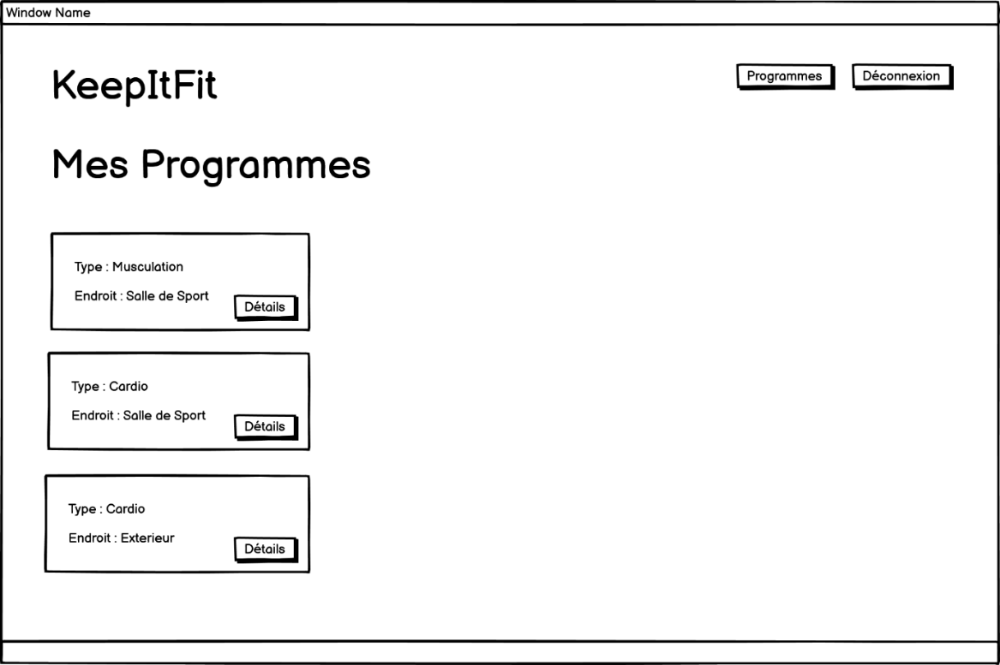 Window Name
KeepItFit
Programmes
Déconnexion
Mes Programmes
Type : Musculation
Endroit : Salle de Sport
Détails
Type : Cardio
Endroit : Salle de Sport
Détails
Type : Cardio
Endroit : Exterieur
Détails